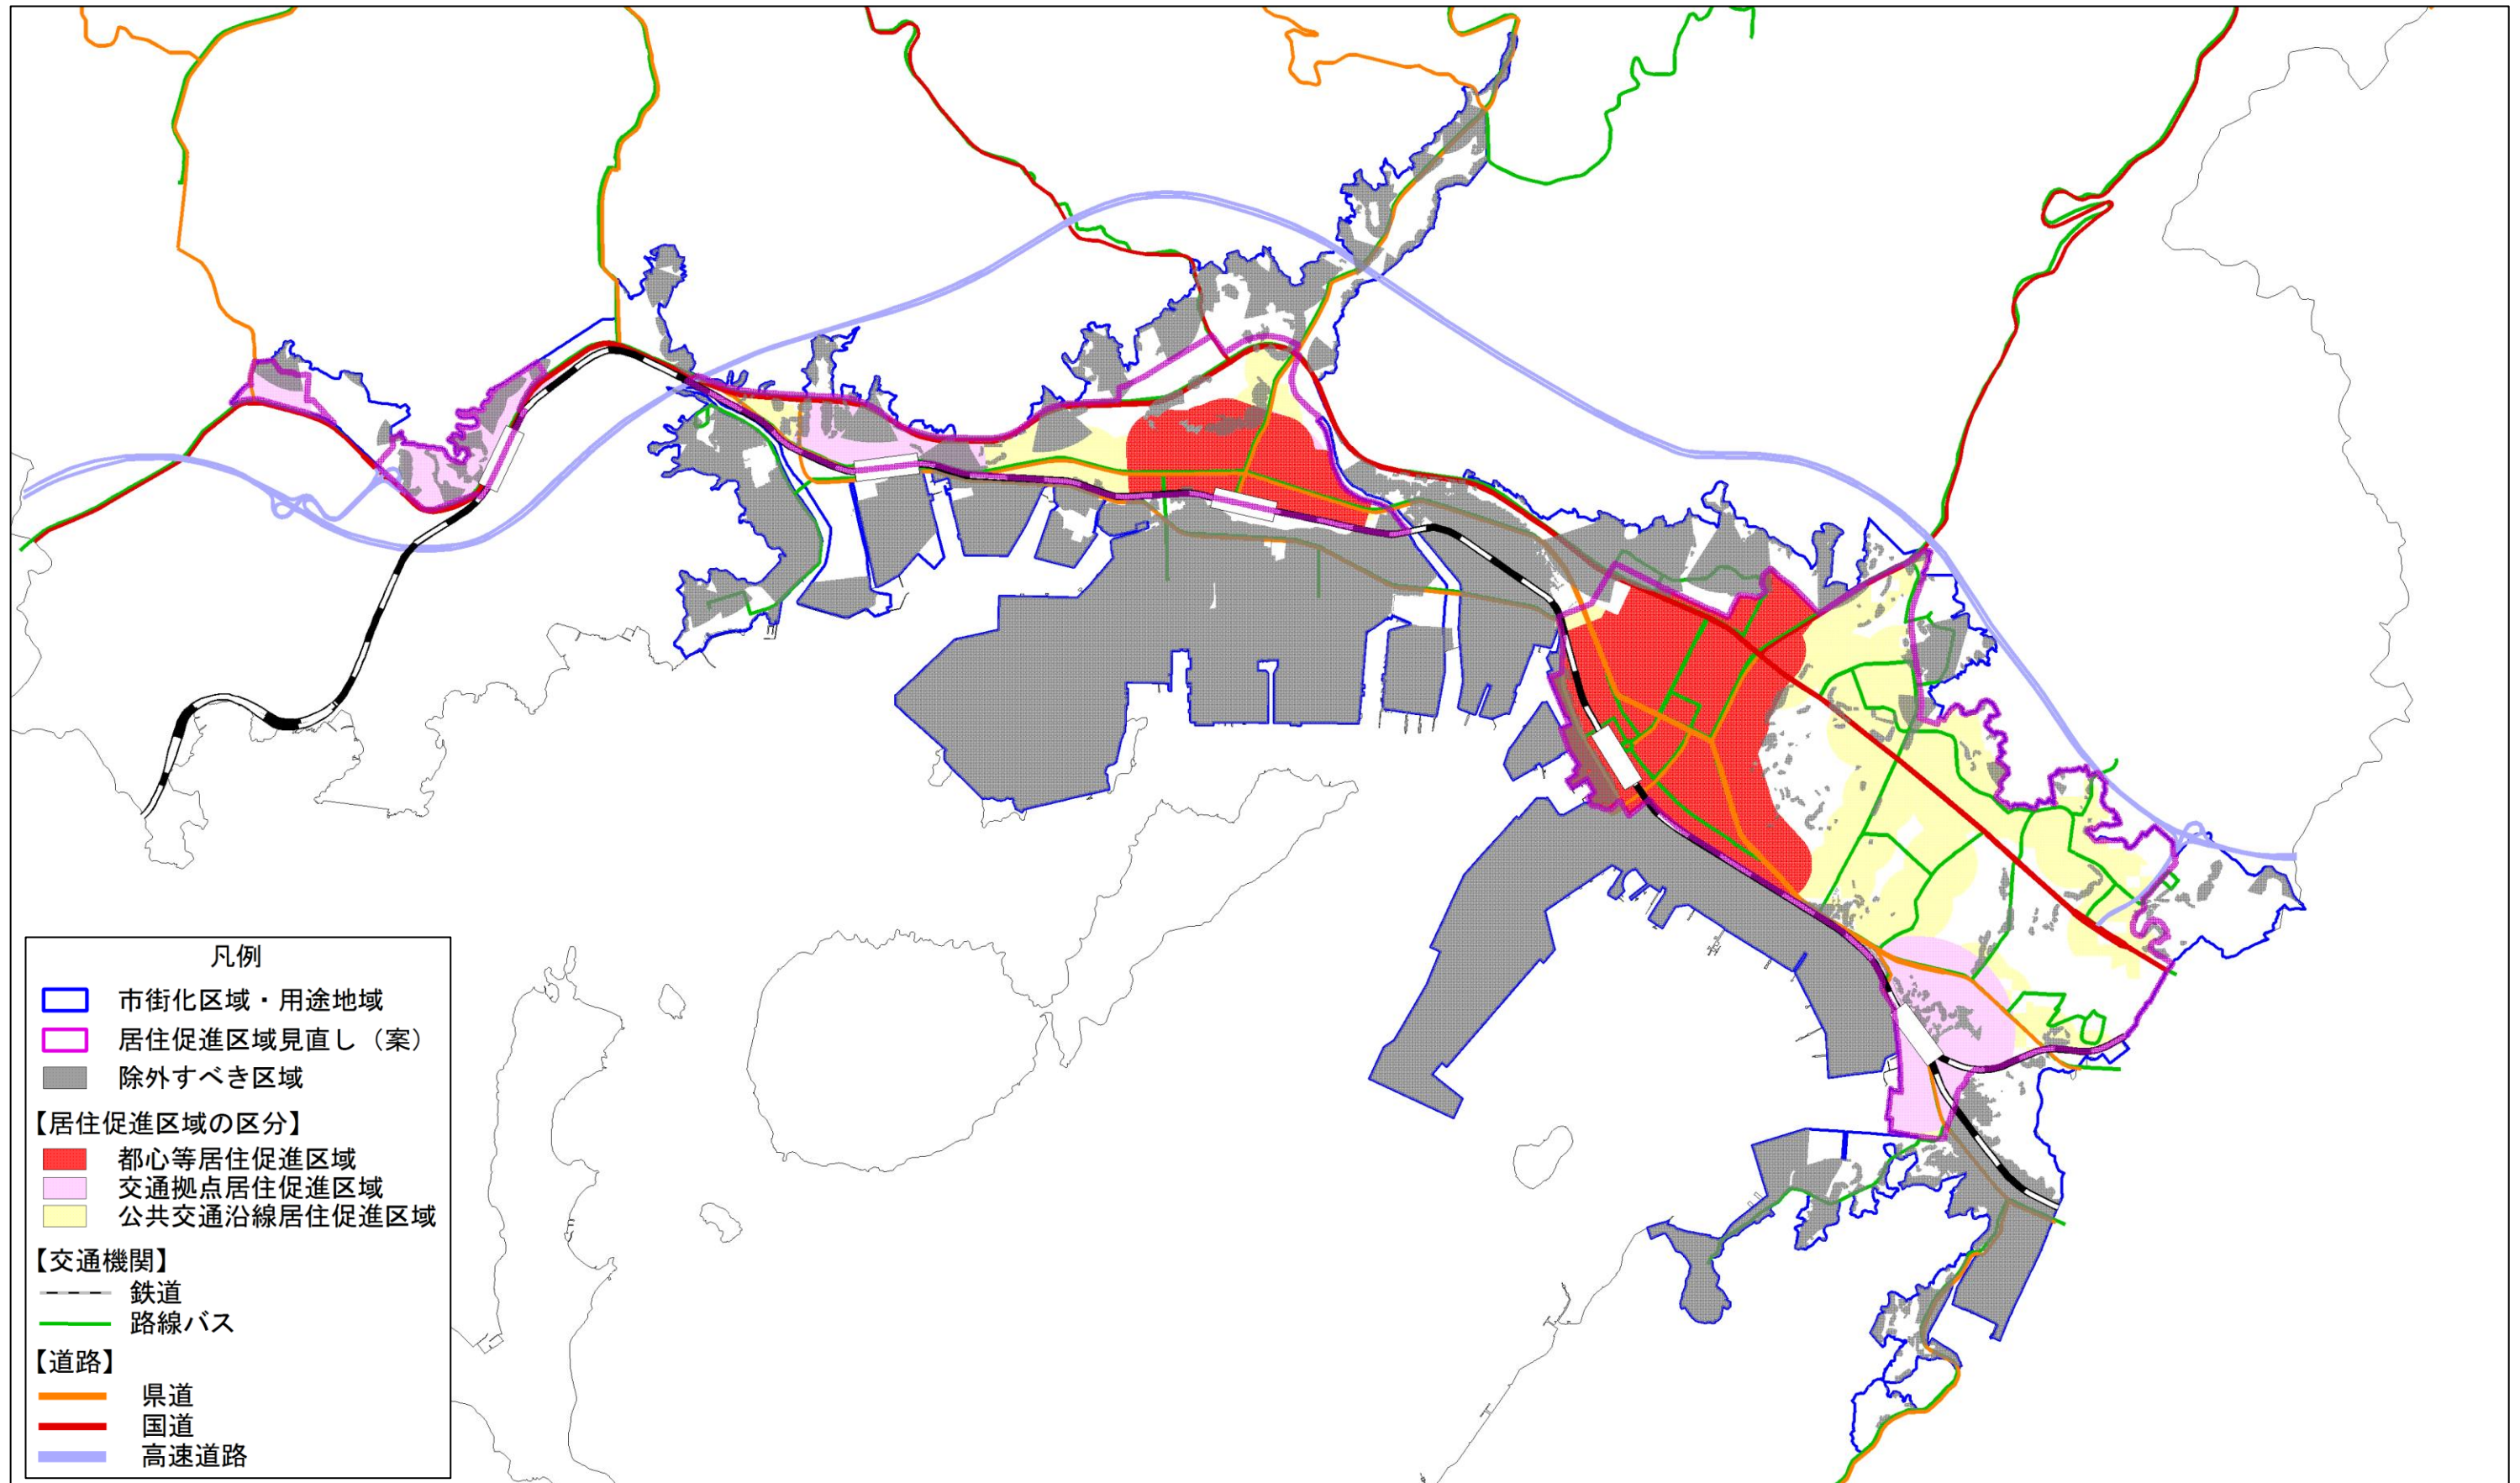 凡例
市街化区域・用途地域
居住促進区域見直し（案）
除外すべき区域
【居住促進区域の区分】
都心等居住促進区域
交通拠点居住促進区域
公共交通沿線居住促進区域
【交通機関】
鉄道
路線バス
【道路】
県道
国道
高速道路